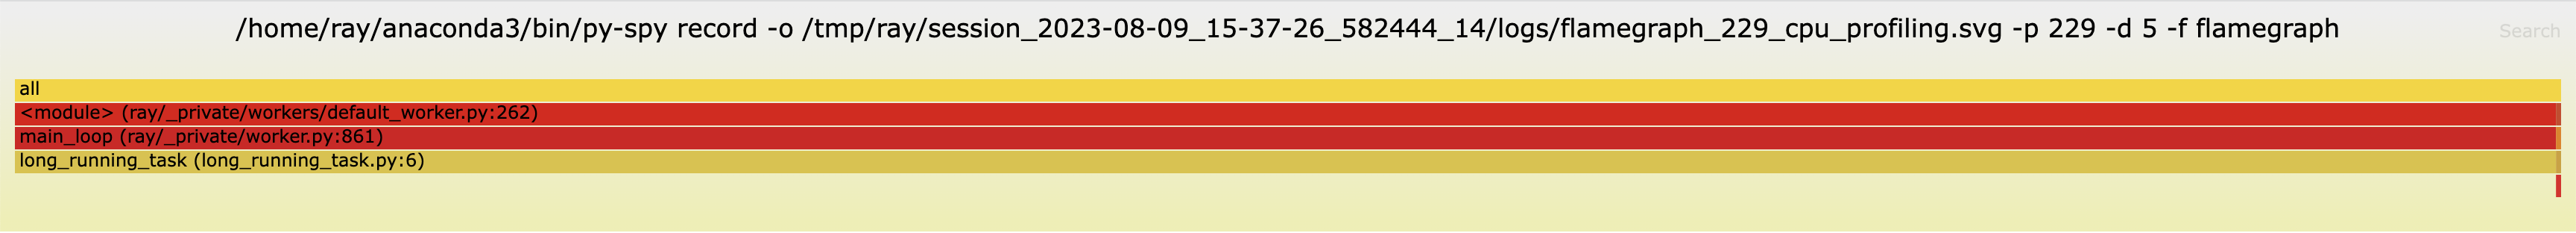 /home/ray/anaconda3/bin/py-spy record -o /tmp/ray/session_2023-08-09_15-37-26_582444_14/logs/flamegraph_229_cpu_profiling.svg -p 229 -d 5 -f flamegraph
Search
all
<module> (ray/_private/workers/default_worker.py:262)
main_loop (ray/_private/worker.py:861)
long_running_task (long_running_task.py:6)